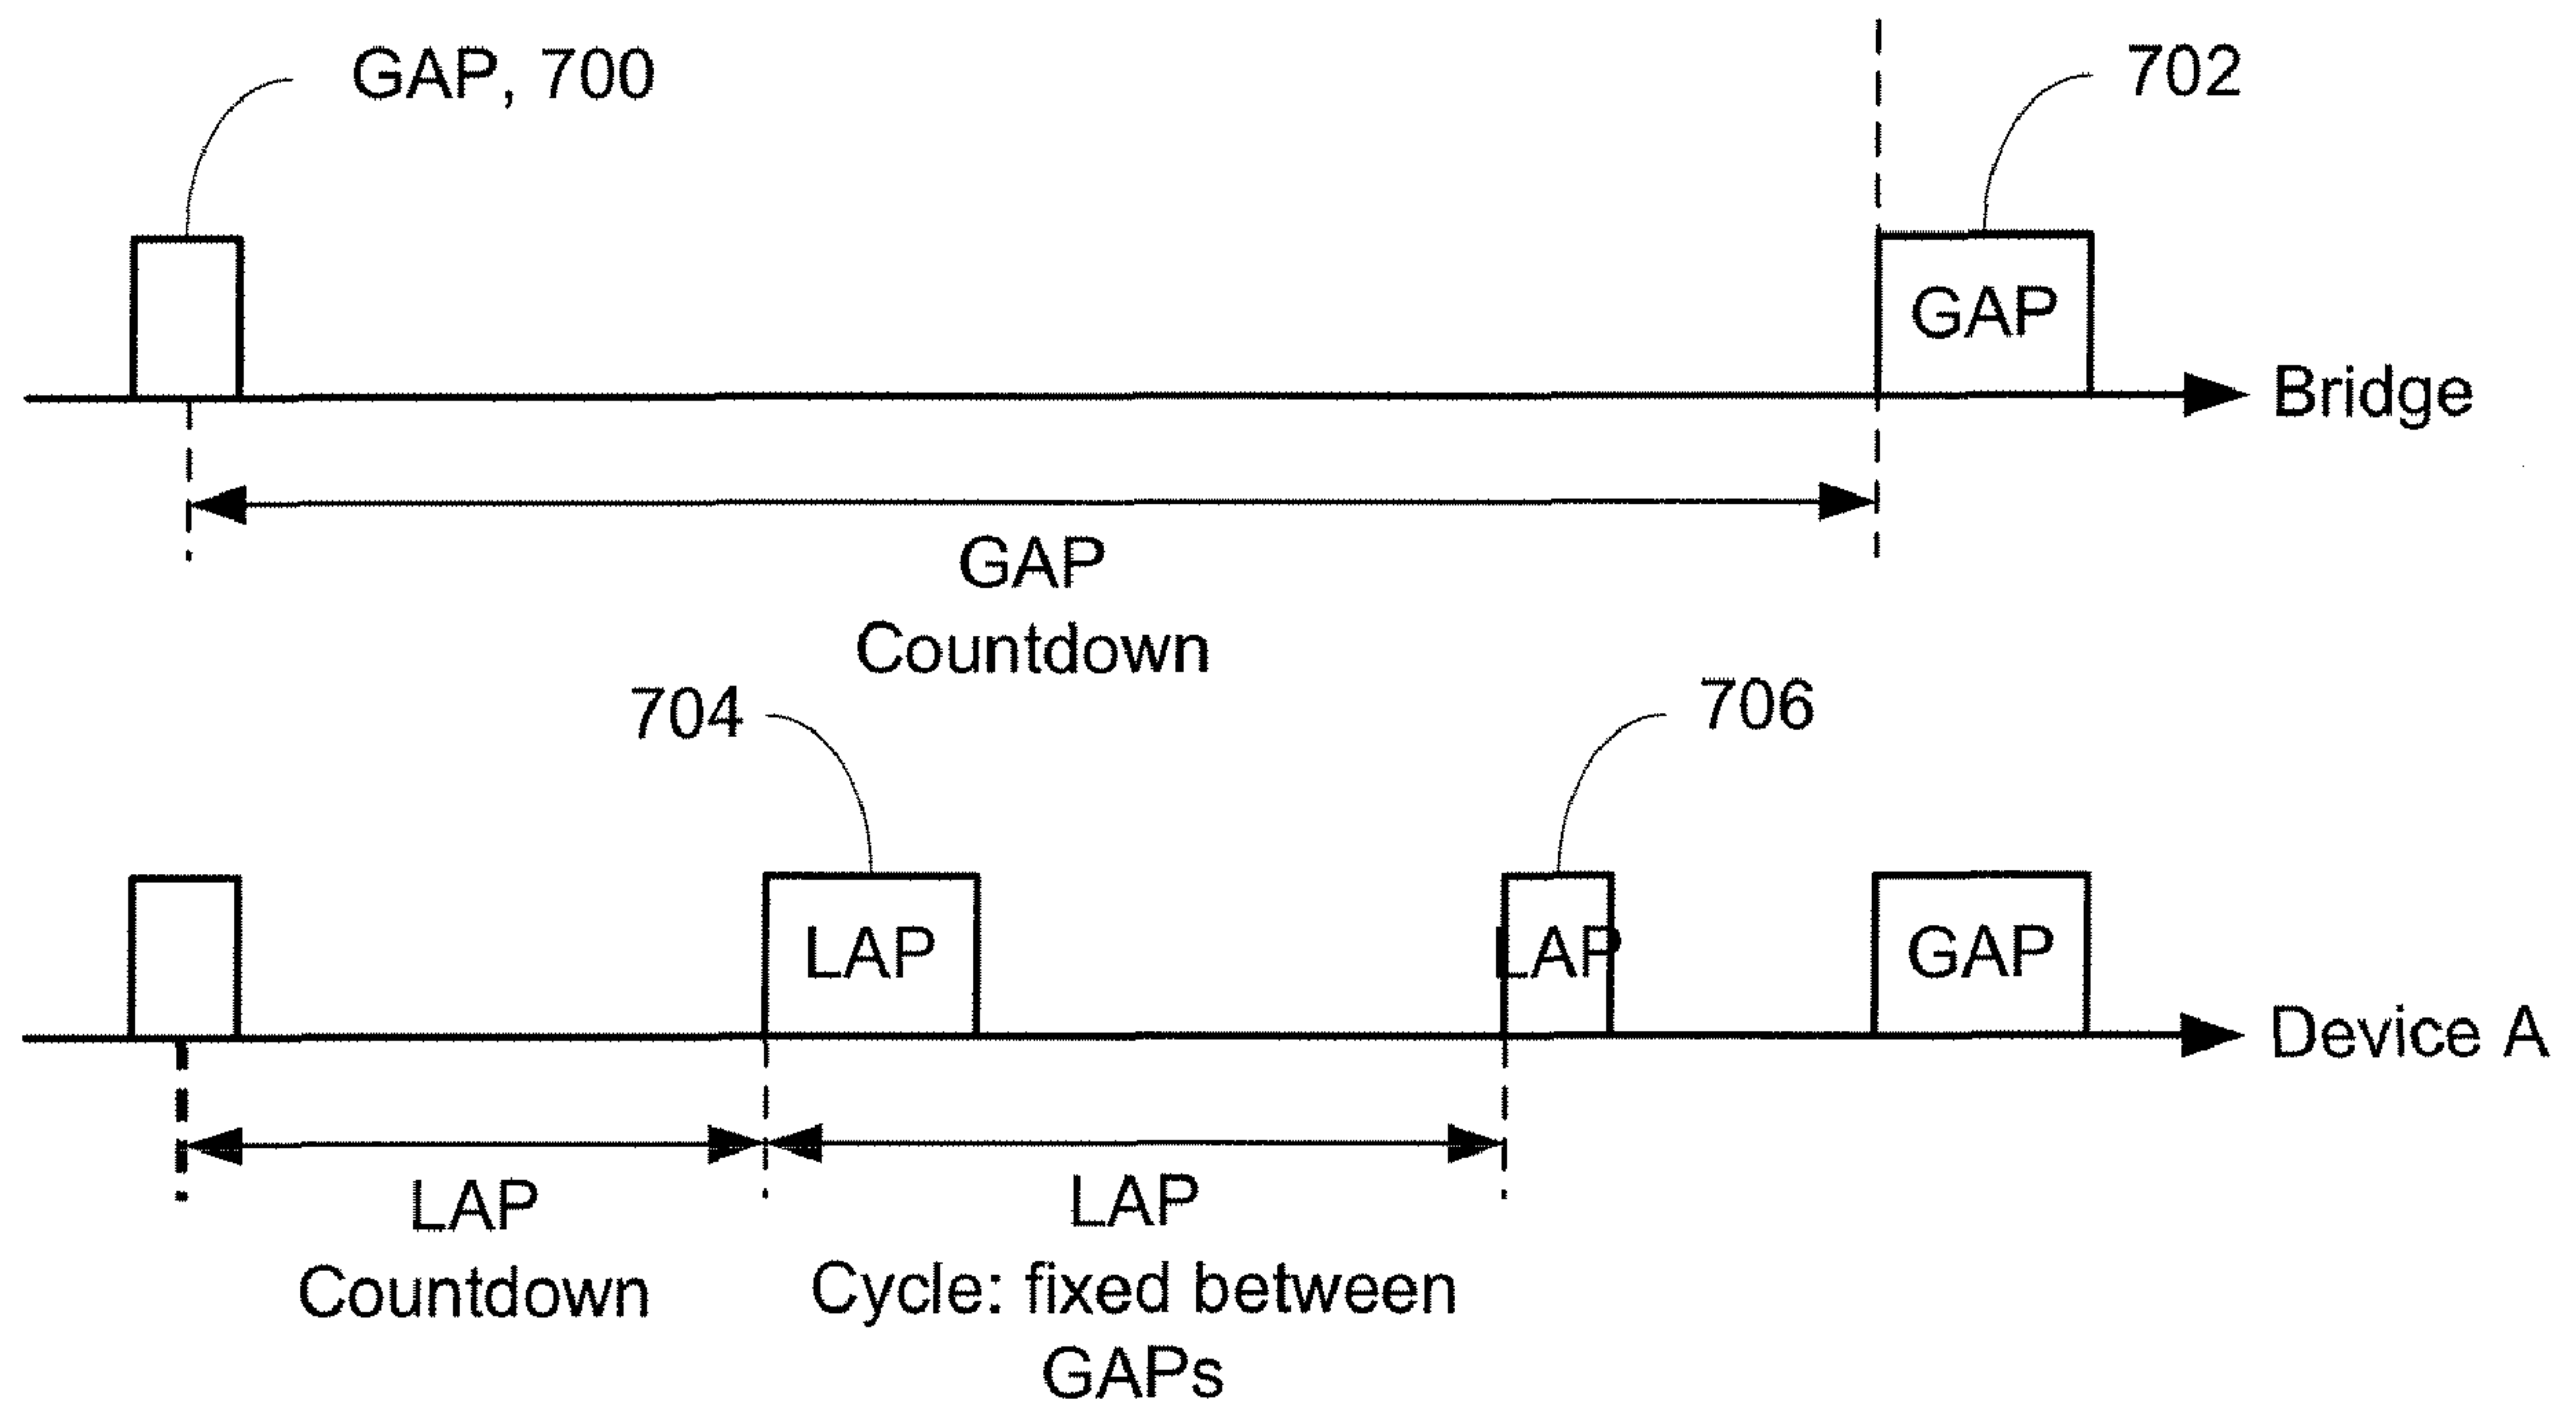 GAP, 700
702
GAP
Bridge
GAP
Countdown
704
706
LAP
LAP
GAP
Device A
LAP
Countdown
LAP
Cycle: fixed between
GAPs